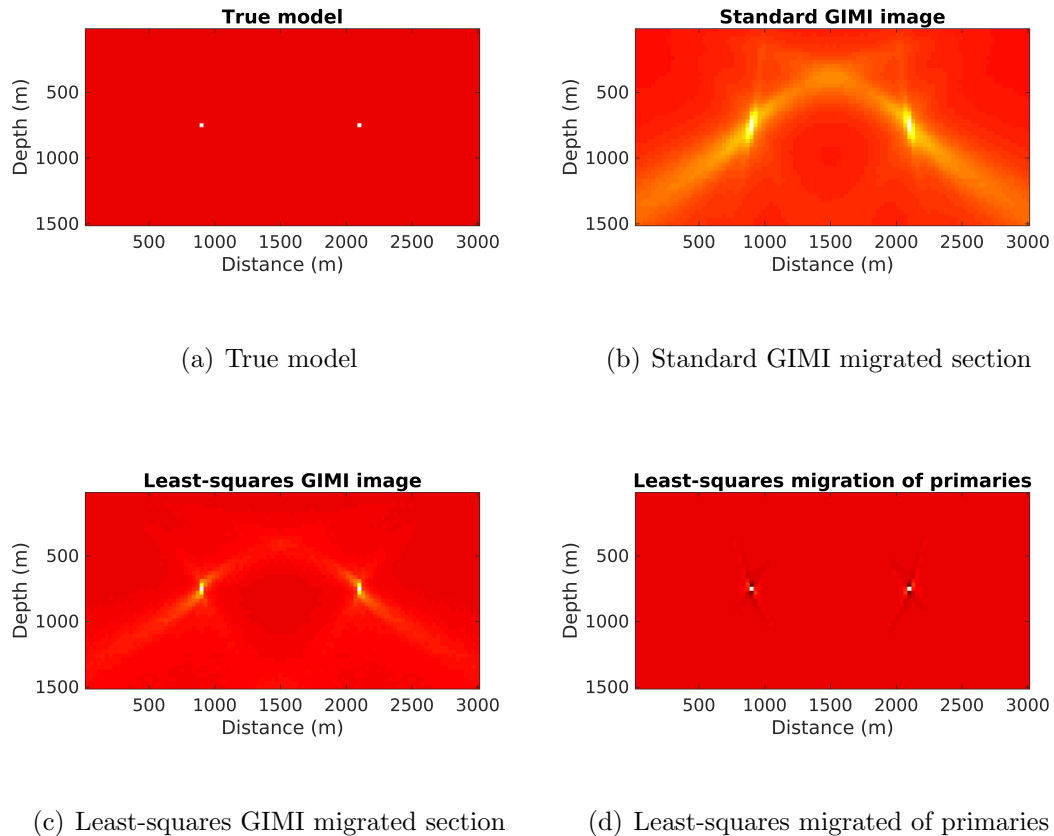 True model
Depth (m)
500
1000
1500
500 1000 1500 2000 2500 3000
Distance (m)
(a) True model
Standard GIMI image
Depth (m)
500
1000
1500
500 1000 1500 2000 2500 3000
Distance (m)
(b) Standard GIMI migrated section
Least-squares GIMI image
Depth (m)
500
1000
1500
500 1000 1500 2000 2500 3000
Distance (m)
(c) Least-squares GIMI migrated section
Least-squares migration of primaries
Depth (m)
500
1000
1500
500 1000 1500 2000 2500 3000
Distance (m)
(d) Least-squares migrated of primaries